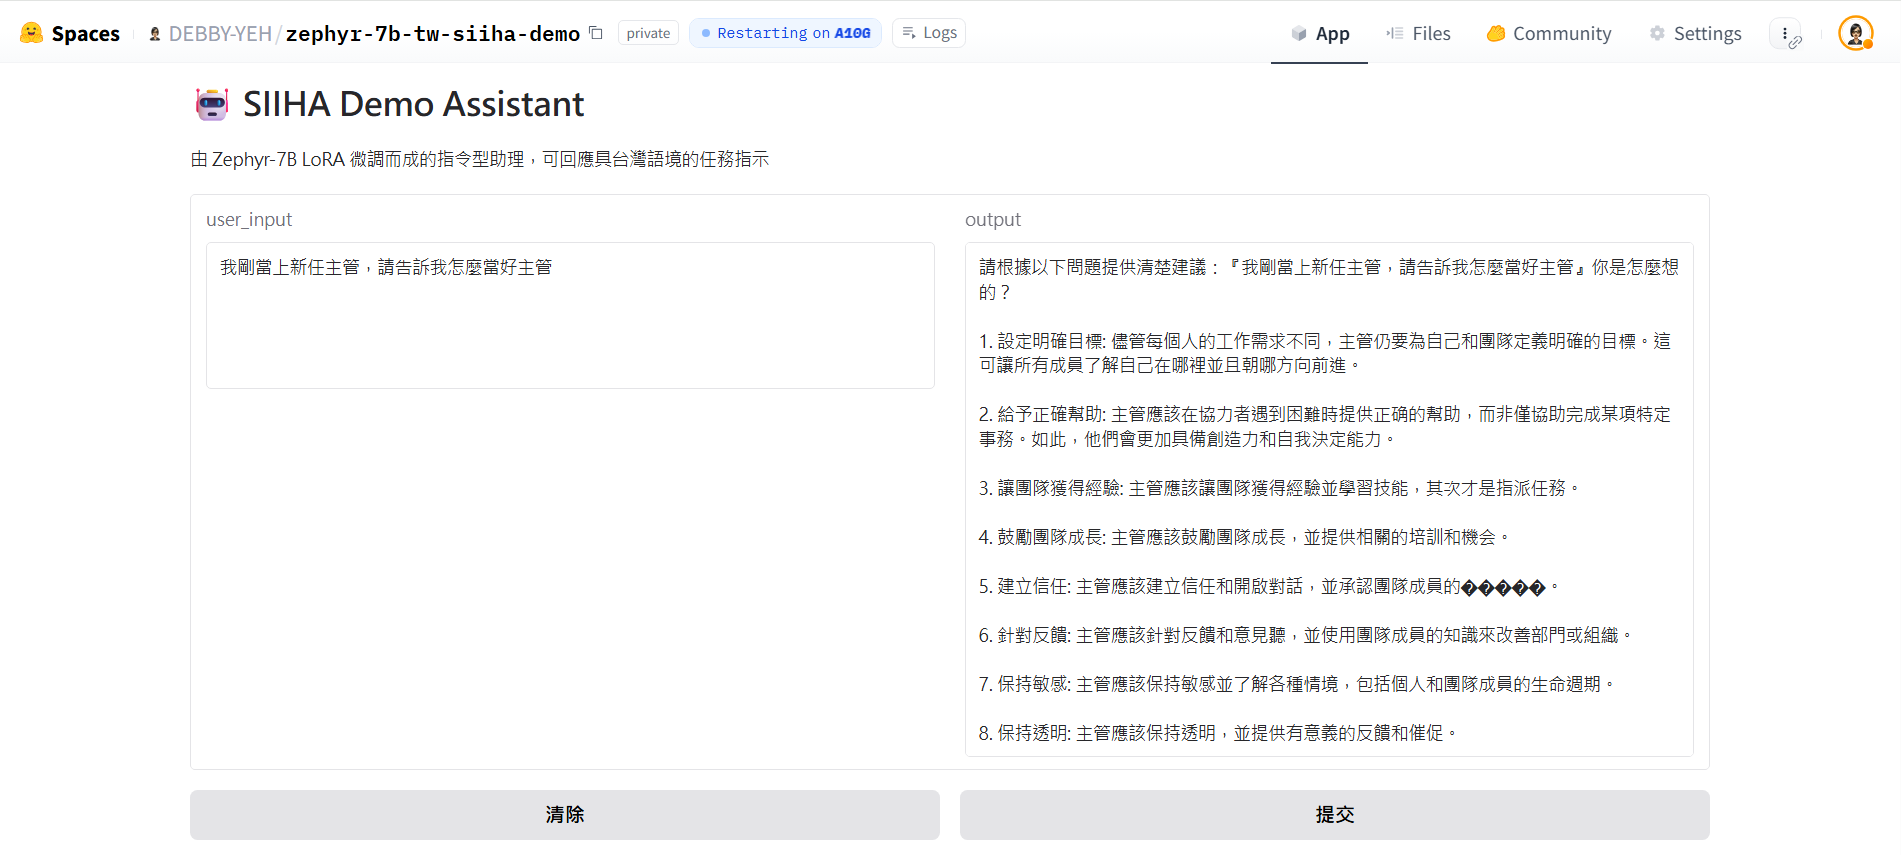 Spaces
DEBBY-YEH/zephyr-7b-tw-siiha-demo
private
Restarting on A10G
Logs
App
Files
Community
Settings
SIIHA Demo Assistant
由 Zephyr-7B LoRA 微調而成的指令型助理，可回應具台灣語境的任務指示
user_input
我剛當上新任主管，請告訴我怎麼當好主管
output
請根據以下問題提供清楚建議：『我剛當上新任主管，請告訴我怎麼當好主管』你是怎麼想
的？
1. 設定明確目標: 儘管每個人的工作需求不同，主管仍要為自己和團隊定義明確的目標。這
可讓所有成員了解自己在哪裡並且朝哪方向前進。
2. 給予正確幫助: 主管應該在協力者遇到困難時提供正确的幫助，而非僅協助完成某項特定
事務。如此，他們會更加具備創造力和自我決定能力。
3. 讓團隊獲得經驗: 主管應該讓團隊獲得經驗並學習技能，其次才是指派任務。
4. 鼓勵團隊成長: 主管應該鼓勵團隊成長，並提供相關的培訓和機会。
5. 建立信任: 主管應該建立信任和開啟對話，並承認團隊成員的�����。
6. 針對反饋: 主管應該針對反饋和意見聽，並使用團隊成員的知識來改善部門或組織。
7. 保持敏感: 主管應該保持敏感並了解各種情境，包括個人和團隊成員的生命週期。
8. 保持透明: 主管應該保持透明，並提供有意義的反饋和催促。
清除
提交